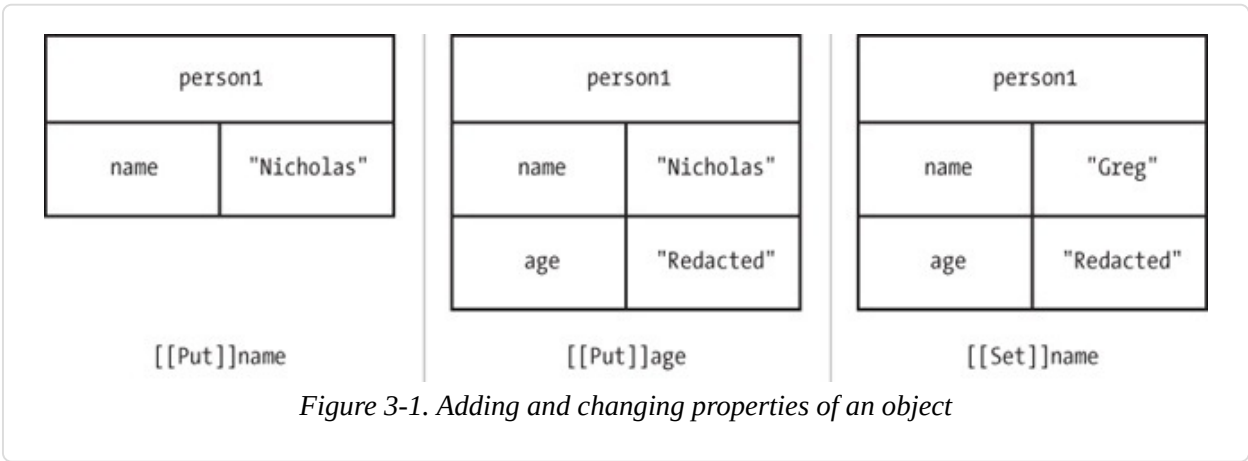 person1
name "Nicholas"
[[Put]]name
person1
name "Nicholas"
age "Redacted"
[[Put]]age
person1
name "Greg"
age "Redacted"
[[Set]]name
Figure 3-1. Adding and changing properties of an object